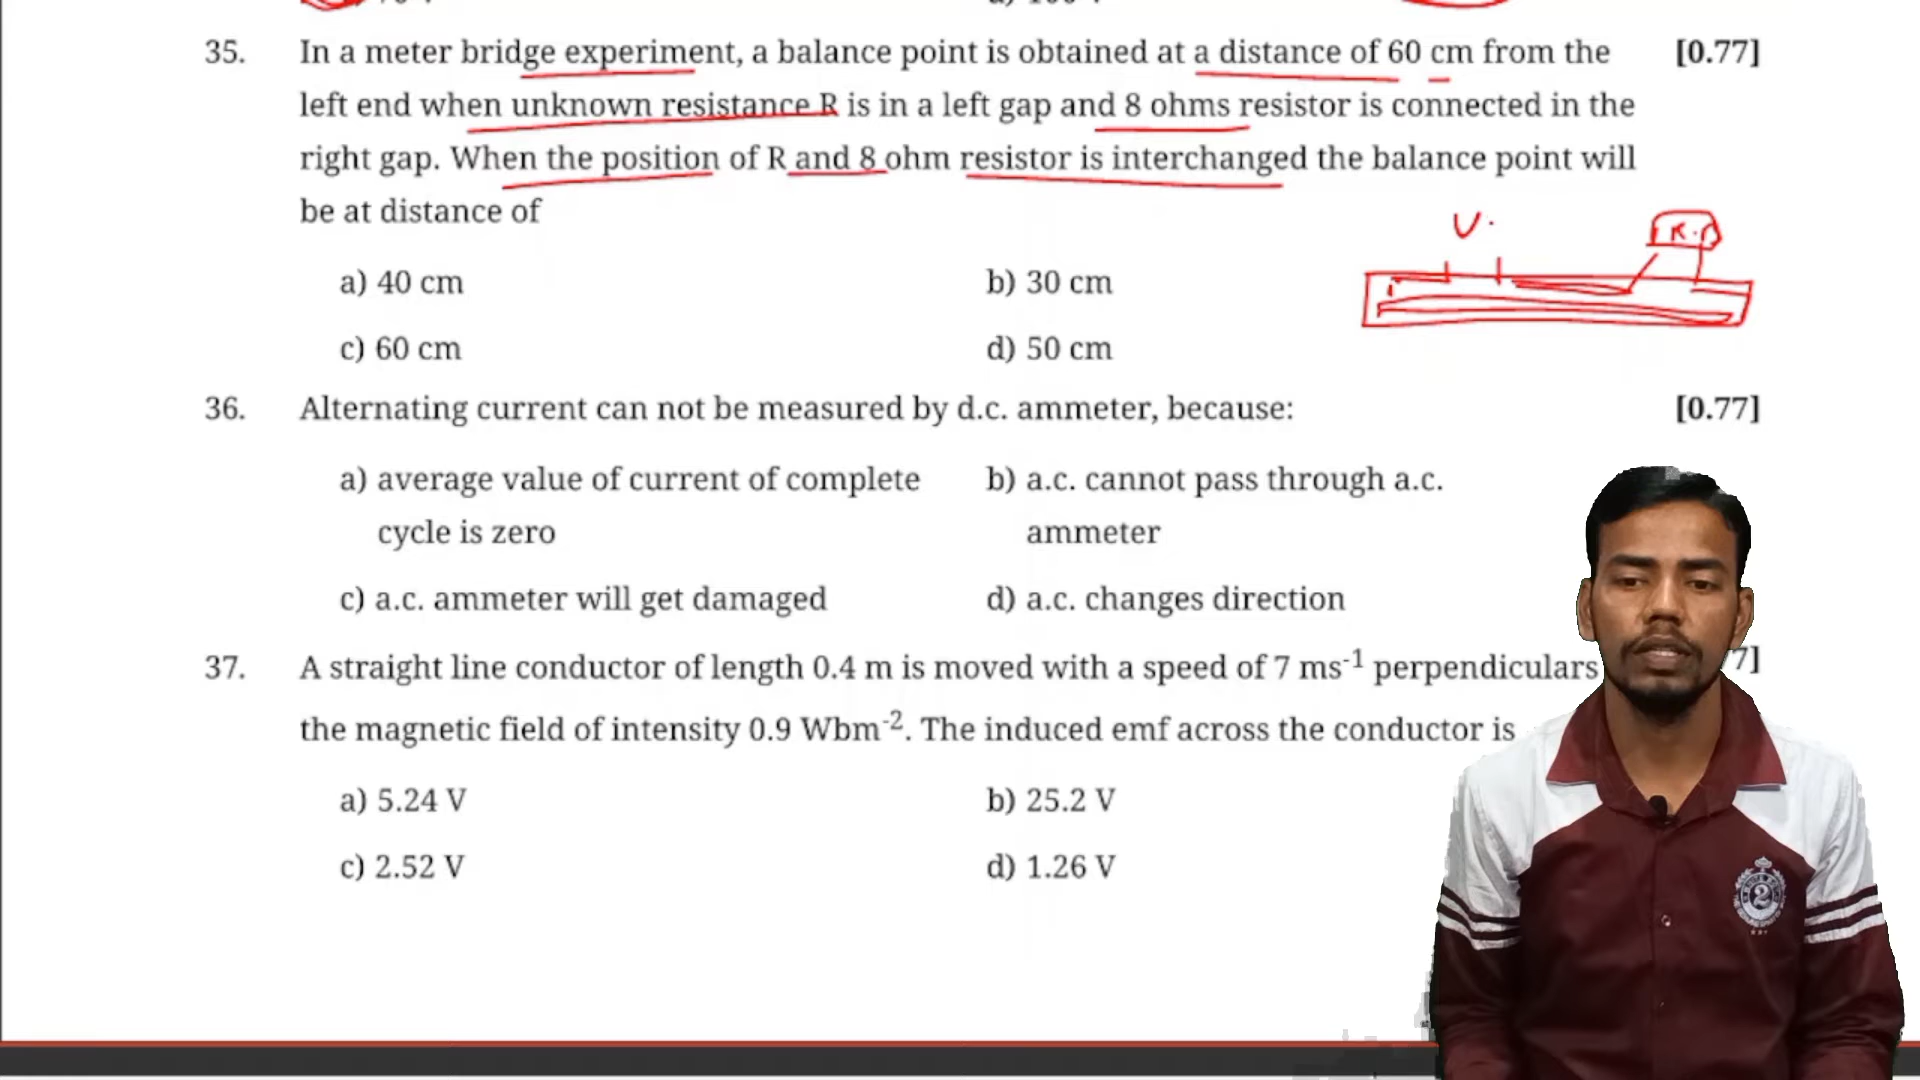 35. In a meter bridge experiment, a balance point is obtained at a distance of 60 cm from the [0.77]
left end when unknown resistance R is in a left gap and 8 ohms resistor is connected in the
right gap. When the position of R and 8 ohm resistor is interchanged the balance point will
be at distance of
a) 40 cm b) 30 cm
c) 60 cm d) 50 cm
36. Alternating current can not be measured by d.c. ammeter, because: [0.77]
a) average value of current of complete b) a.c. cannot pass through a.c.
cycle is zero ammeter
c) a.c. ammeter will get damaged d) a.c. changes direction
37. A straight line conductor of length 0.4 m is moved with a speed of 7 ms⁻¹ perpendiculars 7]
the magnetic field of intensity 0.9 Wbm⁻². The induced emf across the conductor is
a) 5.24 V b) 25.2 V
c) 2.52 V d) 1.26 V